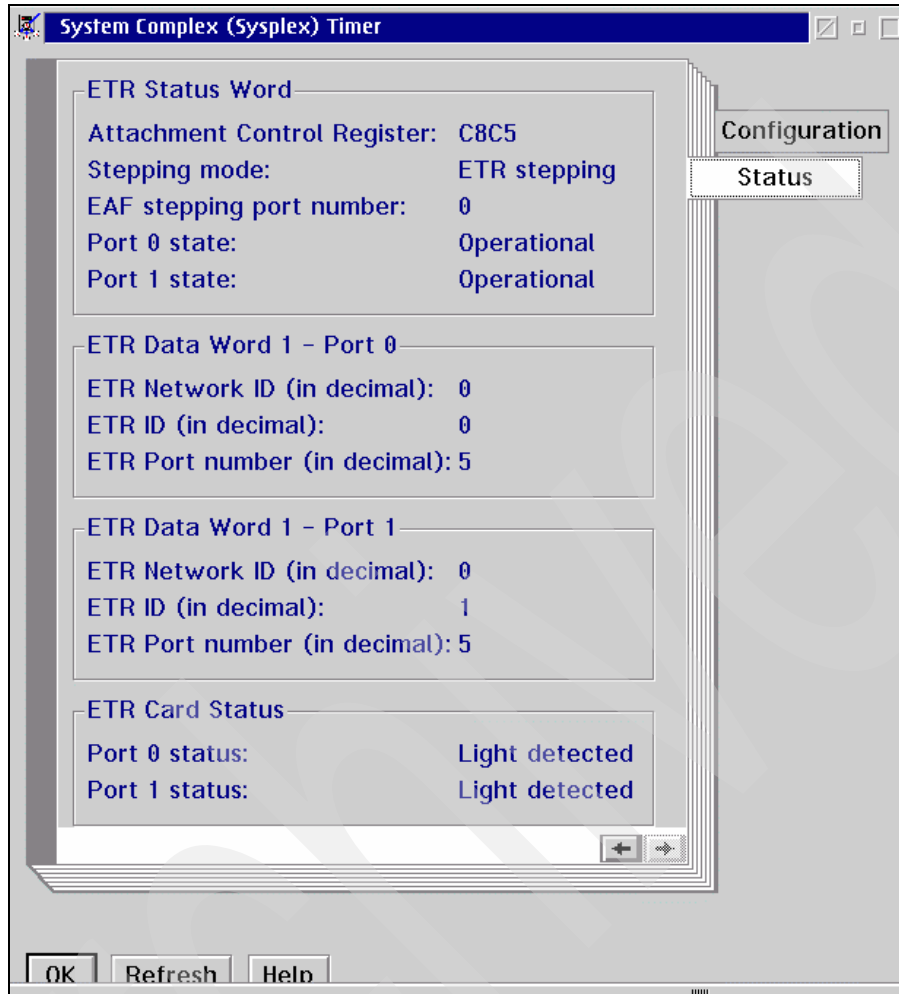 System Complex (Sysplex) Timer
ETR Status Word
Attachment Control Register: C8C5
Stepping mode: ETR stepping
EAF stepping port number: 0
Port 0 state: Operational
Port 1 state: Operational
ETR Data Word 1 - Port 0
ETR Network ID (in decimal): 0
ETR ID (in decimal): 0
ETR Port number (in decimal): 5
ETR Data Word 1 - Port 1
ETR Network ID (in decimal): 0
ETR ID (in decimal): 1
ETR Port number (in decimal): 5
ETR Card Status
Port 0 status: Light detected
Port 1 status: Light detected
Configuration
Status
OK Refresh Help